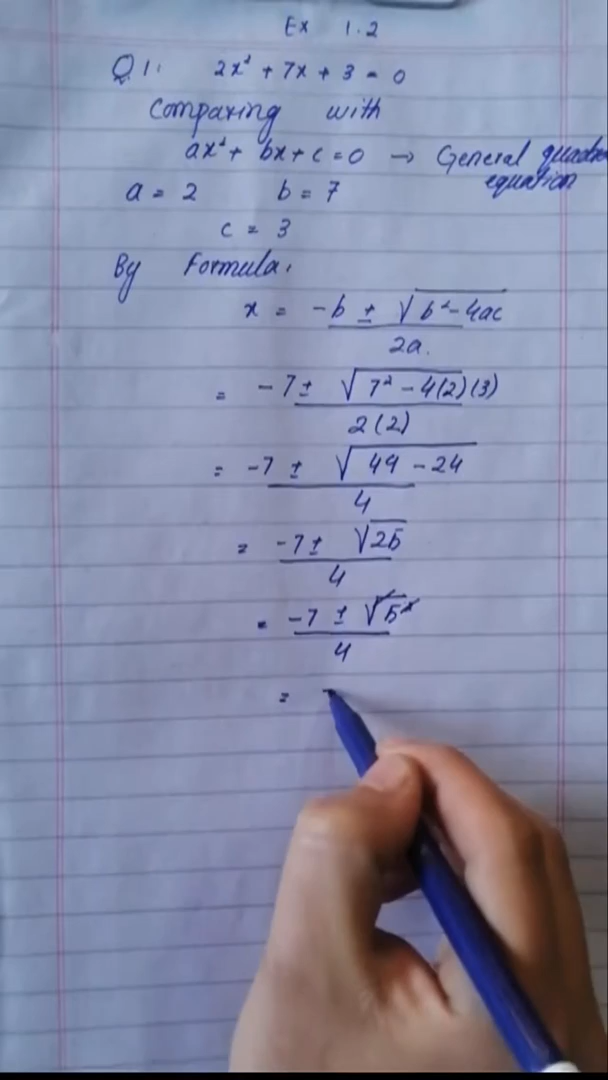 Ex 1.2
Q1: 2x² + 7x + 3 = 0
Comparing with
ax² + bx + c = 0 → General
equation
a = 2 b = 7
c = 3
By Formula.
x = -b ± √b² - 4ac
2a.
= -7 ± √7² - 4(2)(3)
2(2)
= -7 ± √49 - 24
4
= -7 ± √25
4
= -7 ± √5²
4
= -